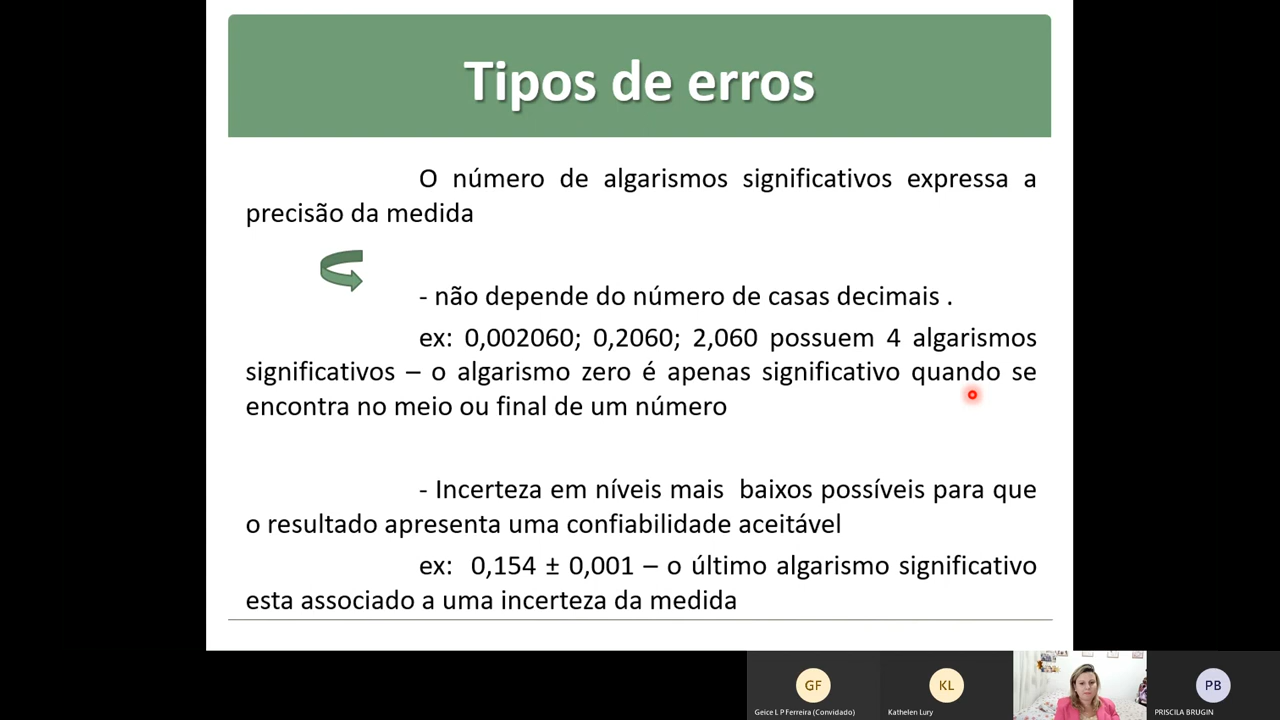 Tipos de erros
O número de algarismos significativos expressa a
precisão da medida
- não depende do número de casas decimais .
ex: 0,002060; 0,2060; 2,060 possuem 4 algarismos
significativos – o algarismo zero é apenas significativo quando se
encontra no meio ou final de um número
- Incerteza em níveis mais baixos possíveis para que
o resultado apresenta uma confiabilidade aceitável
ex: 0,154 ± 0,001 – o último algarismo significativo
esta associado a uma incerteza da medida
GF
KL
PB
Geice L P Ferreira (Convidado)
Kathelen Lury
PRISCILA BRUGIN